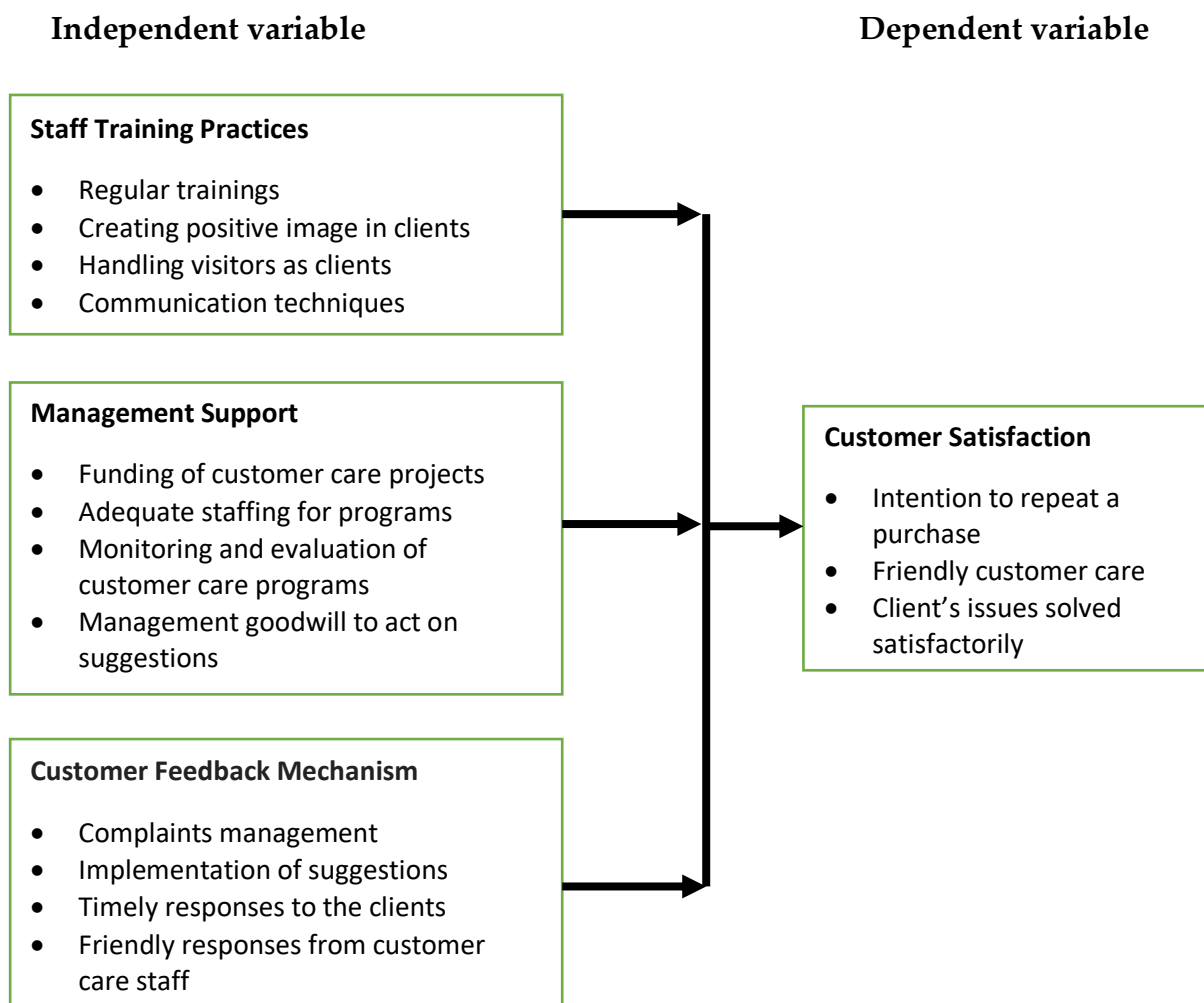 Independent variable
Dependent variable
Staff Training Practices
• Regular trainings
• Creating positive image in clients
• Handling visitors as clients
• Communication techniques
Management Support
• Funding of customer care projects
• Adequate staffing for programs
• Monitoring and evaluation of
customer care programs
• Management goodwill to act on
suggestions
Customer Satisfaction
• Intention to repeat a
purchase
• Friendly customer care
• Client’s issues solved
satisfactorily
Customer Feedback Mechanism
• Complaints management
• Implementation of suggestions
• Timely responses to the clients
• Friendly responses from customer
care staff